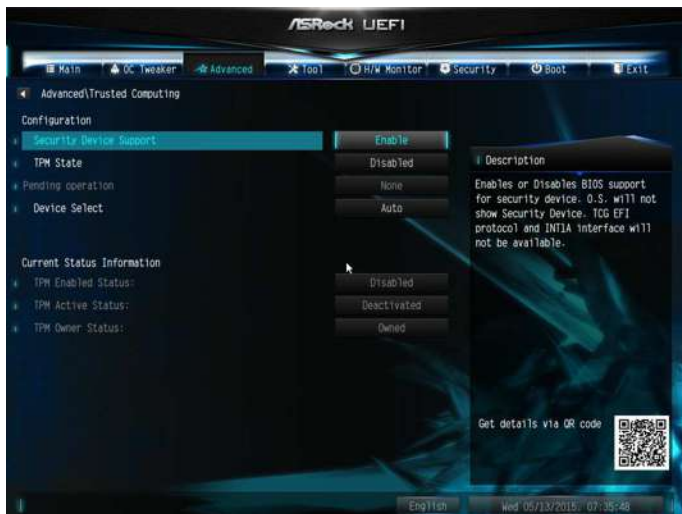 ASRock UEFI
Main OC Tweaker Advanced Tool H/W Monitor Security Boot Exit
Advanced\Trusted Computing
Configuration
Security Device Support Enable
TPM State Disabled
Pending operation None
Device Select Auto
Current Status Information
TPM Enabled Status: Disabled
TPM Active Status: Deactivated
TPM Owner Status: Owned
Description
Enables or Disables BIOS support
for security device. O.S. will not
show Security Device. TCG EFI
protocol and INT1A interface will
not be available.
Get details via QR code
English Wed 05/13/2015. 07:35:48